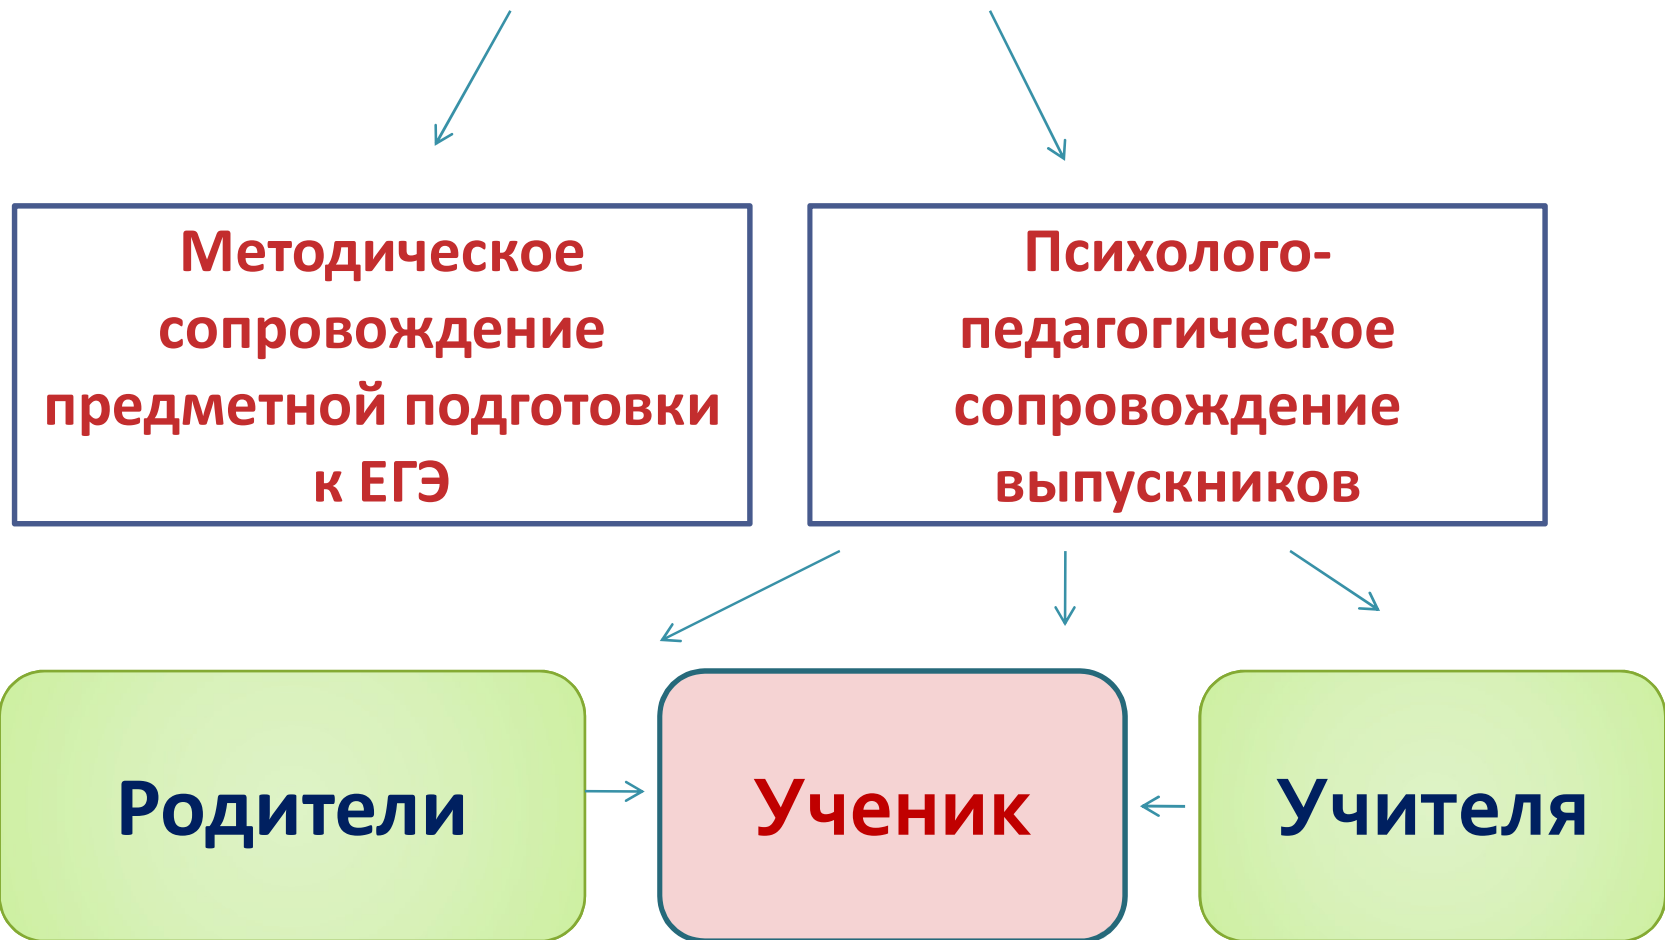 Методическое
сопровождение
предметной подготовки
к ЕГЭ
Психолого-
педагогическое
сопровождение
выпускников
Родители
Ученик
Учителя